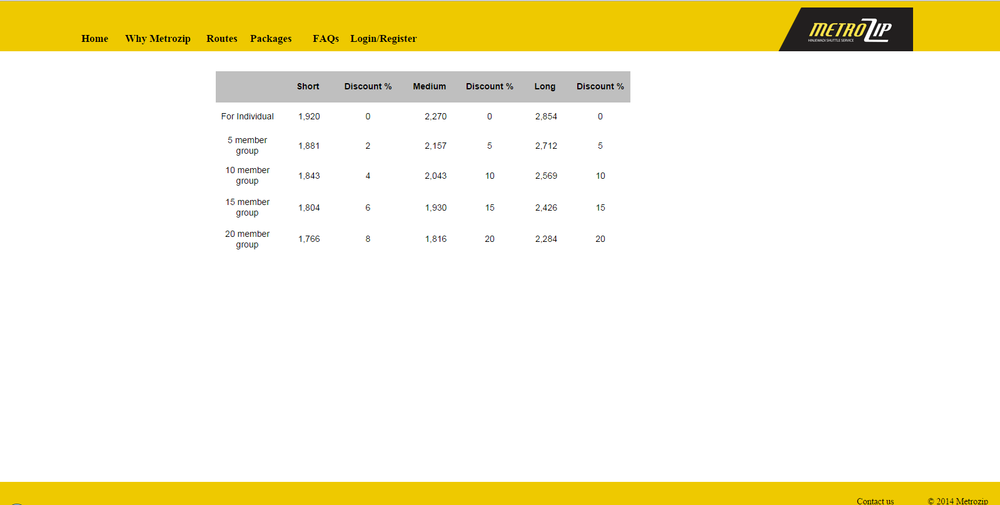 METROZIP
HINJEWADI SHUTTLE SERVICE
Home Why Metrozip Routes Packages FAQs Login/Register
Short Discount % Medium Discount % Long Discount %
For Individual 1,920 0 2,270 0 2,854 0
5 member
group 1,881 2 2,157 5 2,712 5
10 member
group 1,843 4 2,043 10 2,569 10
15 member
group 1,804 6 1,930 15 2,426 15
20 member
group 1,766 8 1,816 20 2,284 20
Contact us © 2014 Metrozip